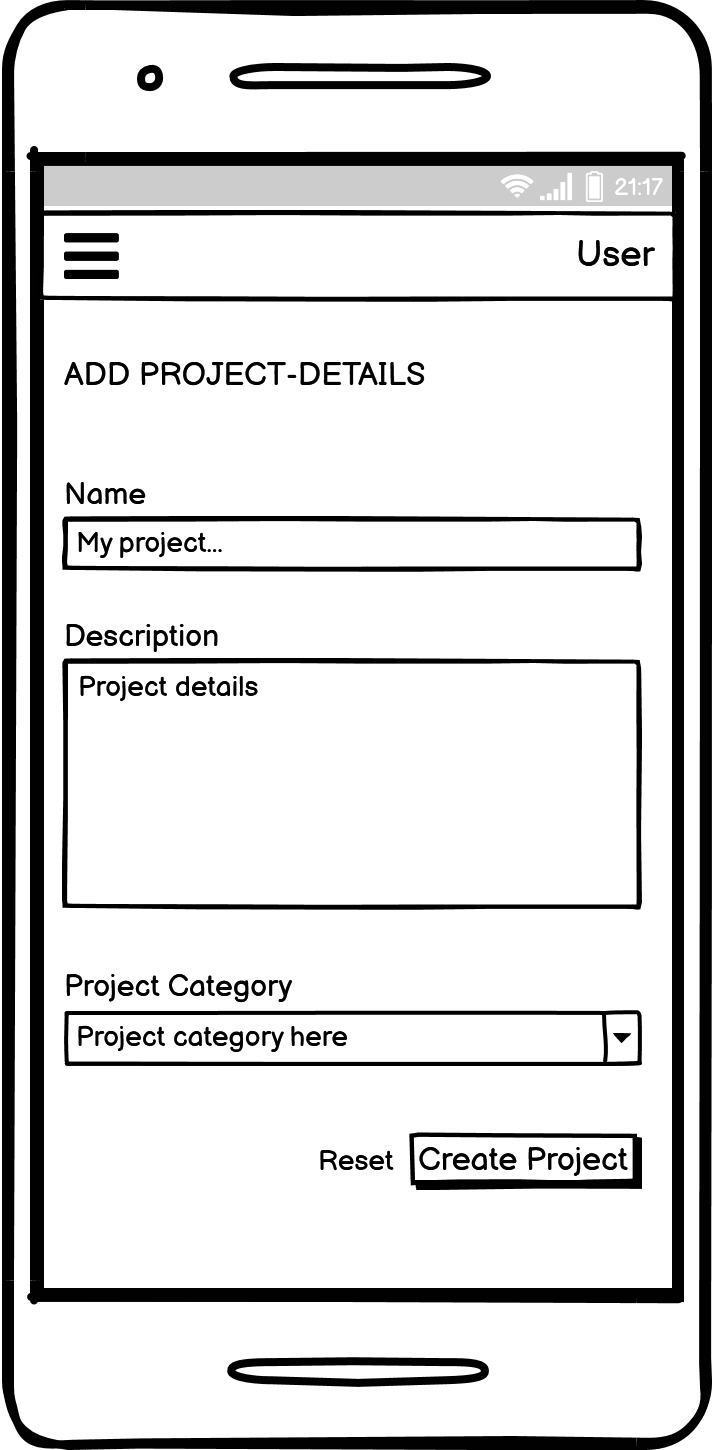 21:17
User
ADD PROJECT-DETAILS
Name
My project...
Description
Project details
Project Category
Project category here
Reset Create Project